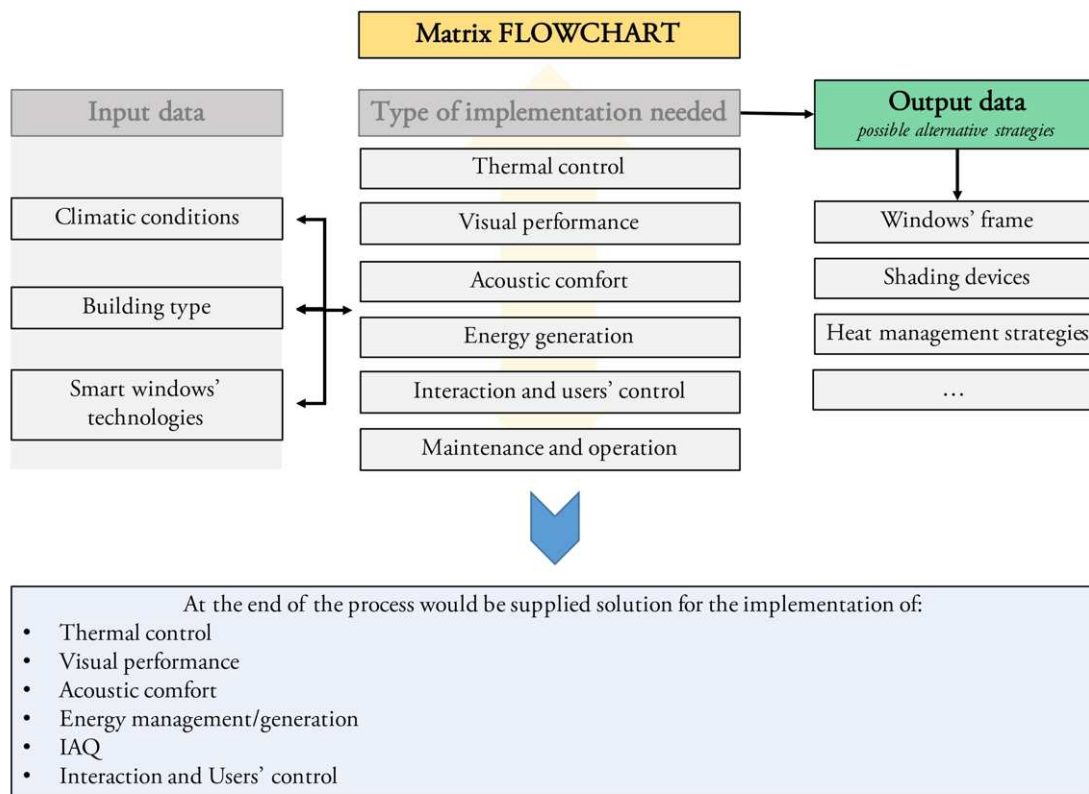 Matrix FLOWCHART
Input data
Climatic conditions
Building type
Smart windows’
technologies
Type of implementation needed
Thermal control
Visual performance
Acoustic comfort
Energy generation
Interaction and users’ control
Maintenance and operation
Output data
possible alternative strategies
Windows’ frame
Shading devices
Heat management strategies
…
At the end of the process would be supplied solution for the implementation of:
• Thermal control
• Visual performance
• Acoustic comfort
• Energy management/generation
• IAQ
• Interaction and Users’ control